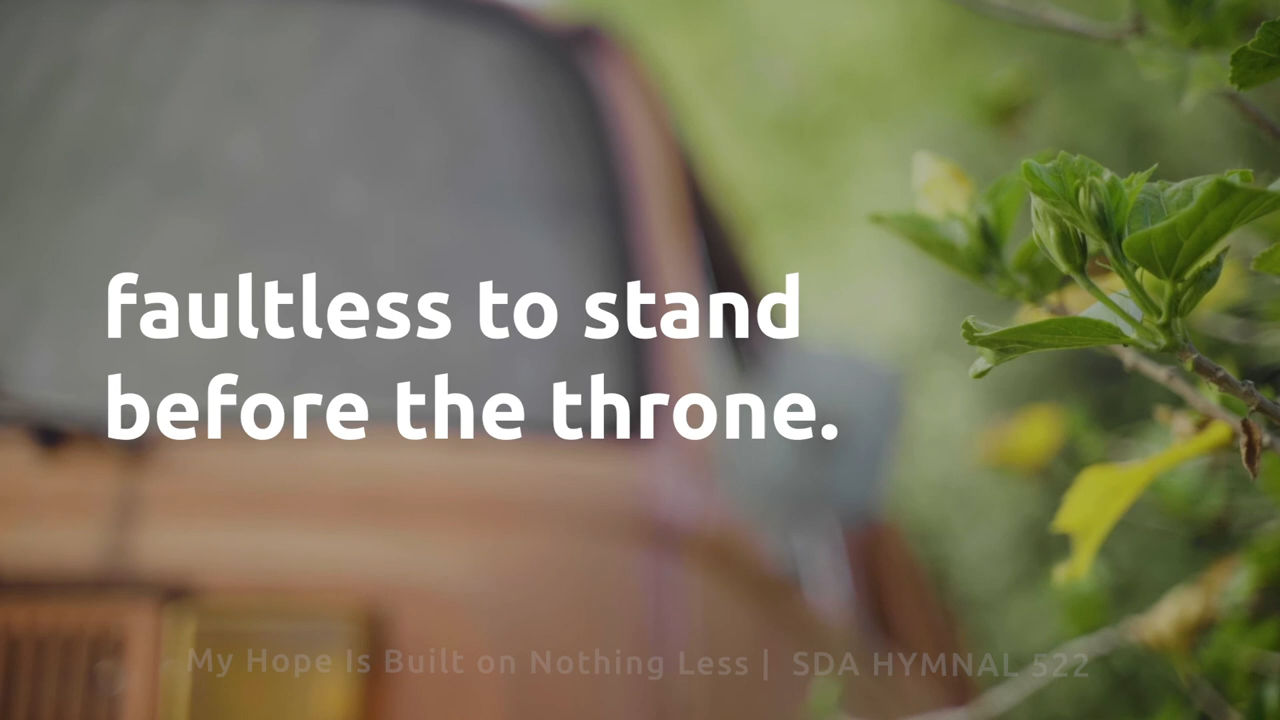 faultless to stand
before the throne.
My Hope Is Built on Nothing Less | SDA HYMNAL 522